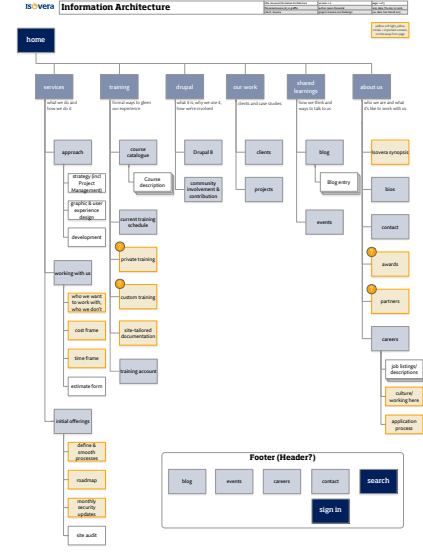 ISOVERA
Information Architecture
home
services
training
drupal
our work
shared
learnings
about us
what we do and
how we do it
formal ways to gleen
our experience
what it is, why we use it,
how we're involved
clients and case studies
how we think and
ways to talk to us
who we are and what
it's like to work with us
approach
strategy (incl
Project
Management)
graphic & user
experience
design
development
working with us
who we want
to work with,
who we don't
cost frame
time frame
estimate form
initial offerings
define &
smooth
processes
roadmap
monthly
security
updates
site audit
course
catalogue
Course
description
current training
schedule
?
private training
?
custom training
site-tailored
documentation
training account
Drupal 8
community
involvement &
contribution
clients
projects
blog
Blog entry
events
isovera synopsis
bios
contact
?
awards
?
partners
careers
job listings/
descriptions
culture/
working here
application
process
Footer (Header?)
blog
events
careers
contact
search
sign in